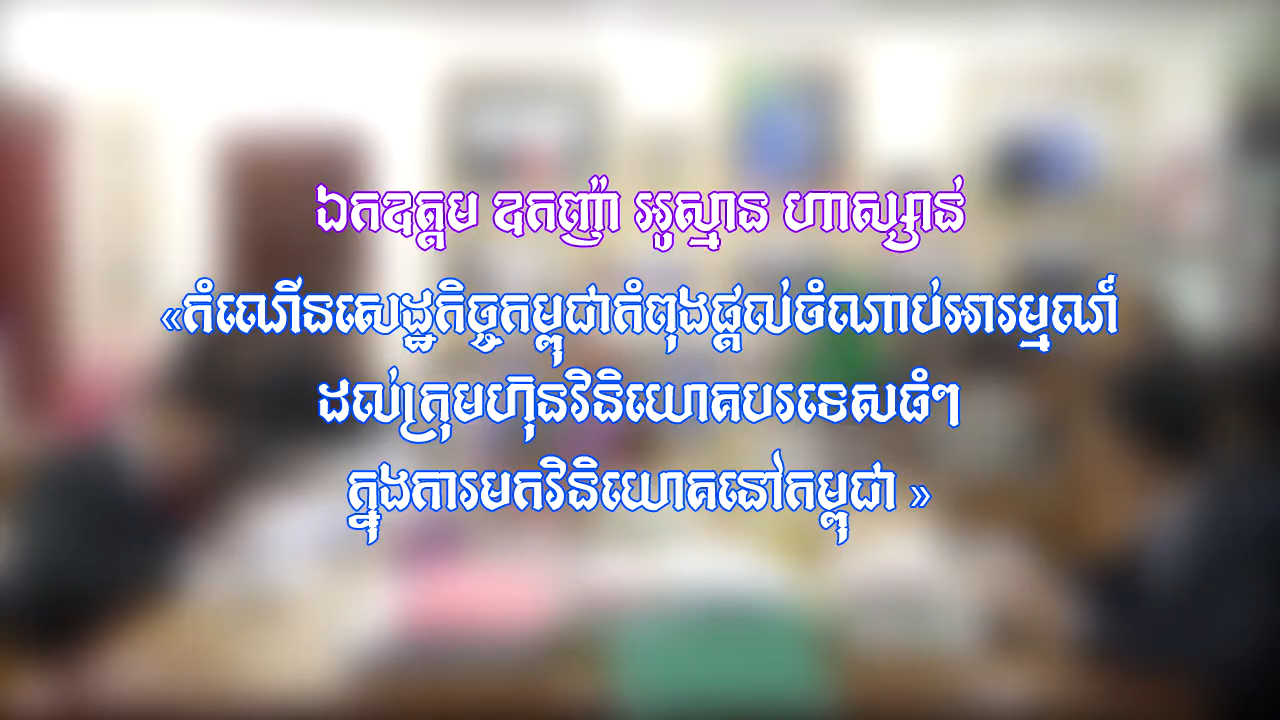 ឯកឧត្តម ឧកញ៉ា អូស្មាន ហាស្សាន់
«កំណើនសេដ្ឋកិច្ចកម្ពុជាកំពុងផ្តល់ចំណាប់អារម្មណ៍
ដល់ក្រុមហ៊ុនវិនិយោគបរទេសធំៗ
ក្នុងការមកវិនិយោគនៅកម្ពុជា »